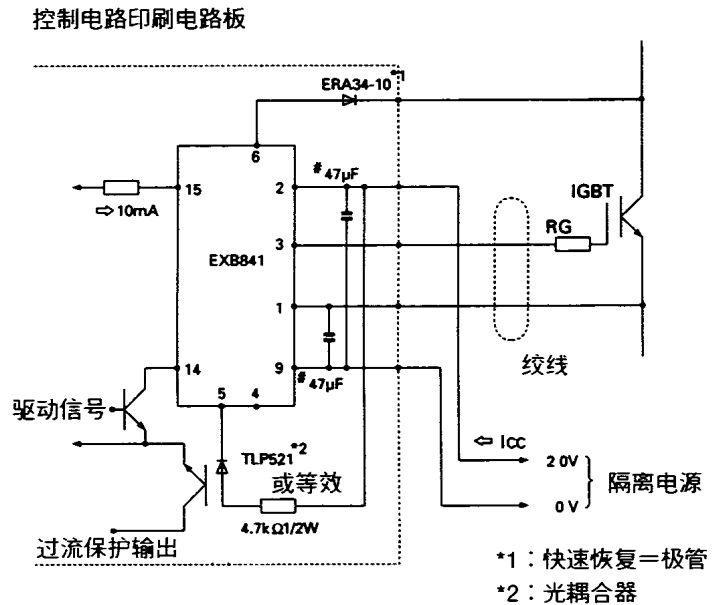 控制电路印刷电路板
ERA34-10*1
6
15
⇨10mA
# 47μF
2
IGBT
RG
3
EXB841
1
绞线
14
9
# 47μF
5
4
驱动信号
TLP521*2
或等效
4.7kΩ1/2W
过流保护输出
⇦ Icc
20V
0V
隔离电源
*1：快速恢复＝极管
*2：光耦合器